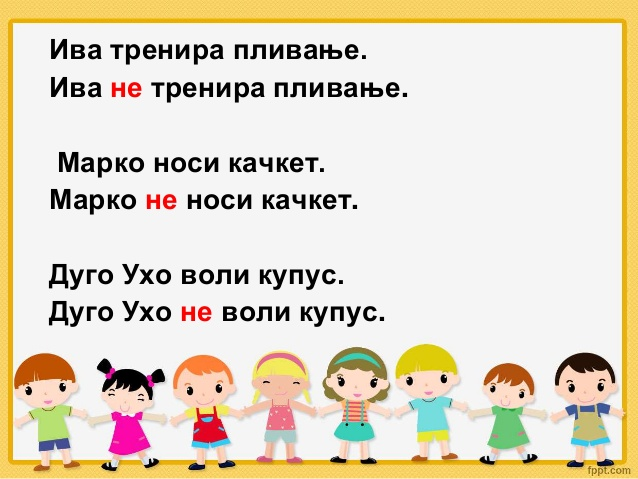 Ива тренира пливање.
Ива не тренира пливање.
Марко носи качкет.
Марко не носи качкет.
Дуго Ухо воли купус.
Дуго Ухо не воли купус.
fppt.com